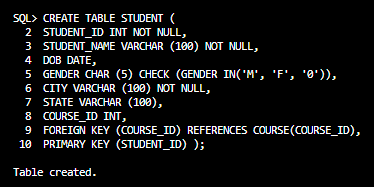 SQL> CREATE TABLE STUDENT (
  2  STUDENT_ID INT NOT NULL,
  3  STUDENT_NAME VARCHAR (100) NOT NULL,
  4  DOB DATE,
  5  GENDER CHAR (5) CHECK (GENDER IN('M', 'F', '0')),
  6  CITY VARCHAR (100) NOT NULL,
  7  STATE VARCHAR (100),
  8  COURSE_ID INT,
  9  FOREIGN KEY (COURSE_ID) REFERENCES COURSE(COURSE_ID),
 10  PRIMARY KEY (STUDENT_ID) );
Table created.